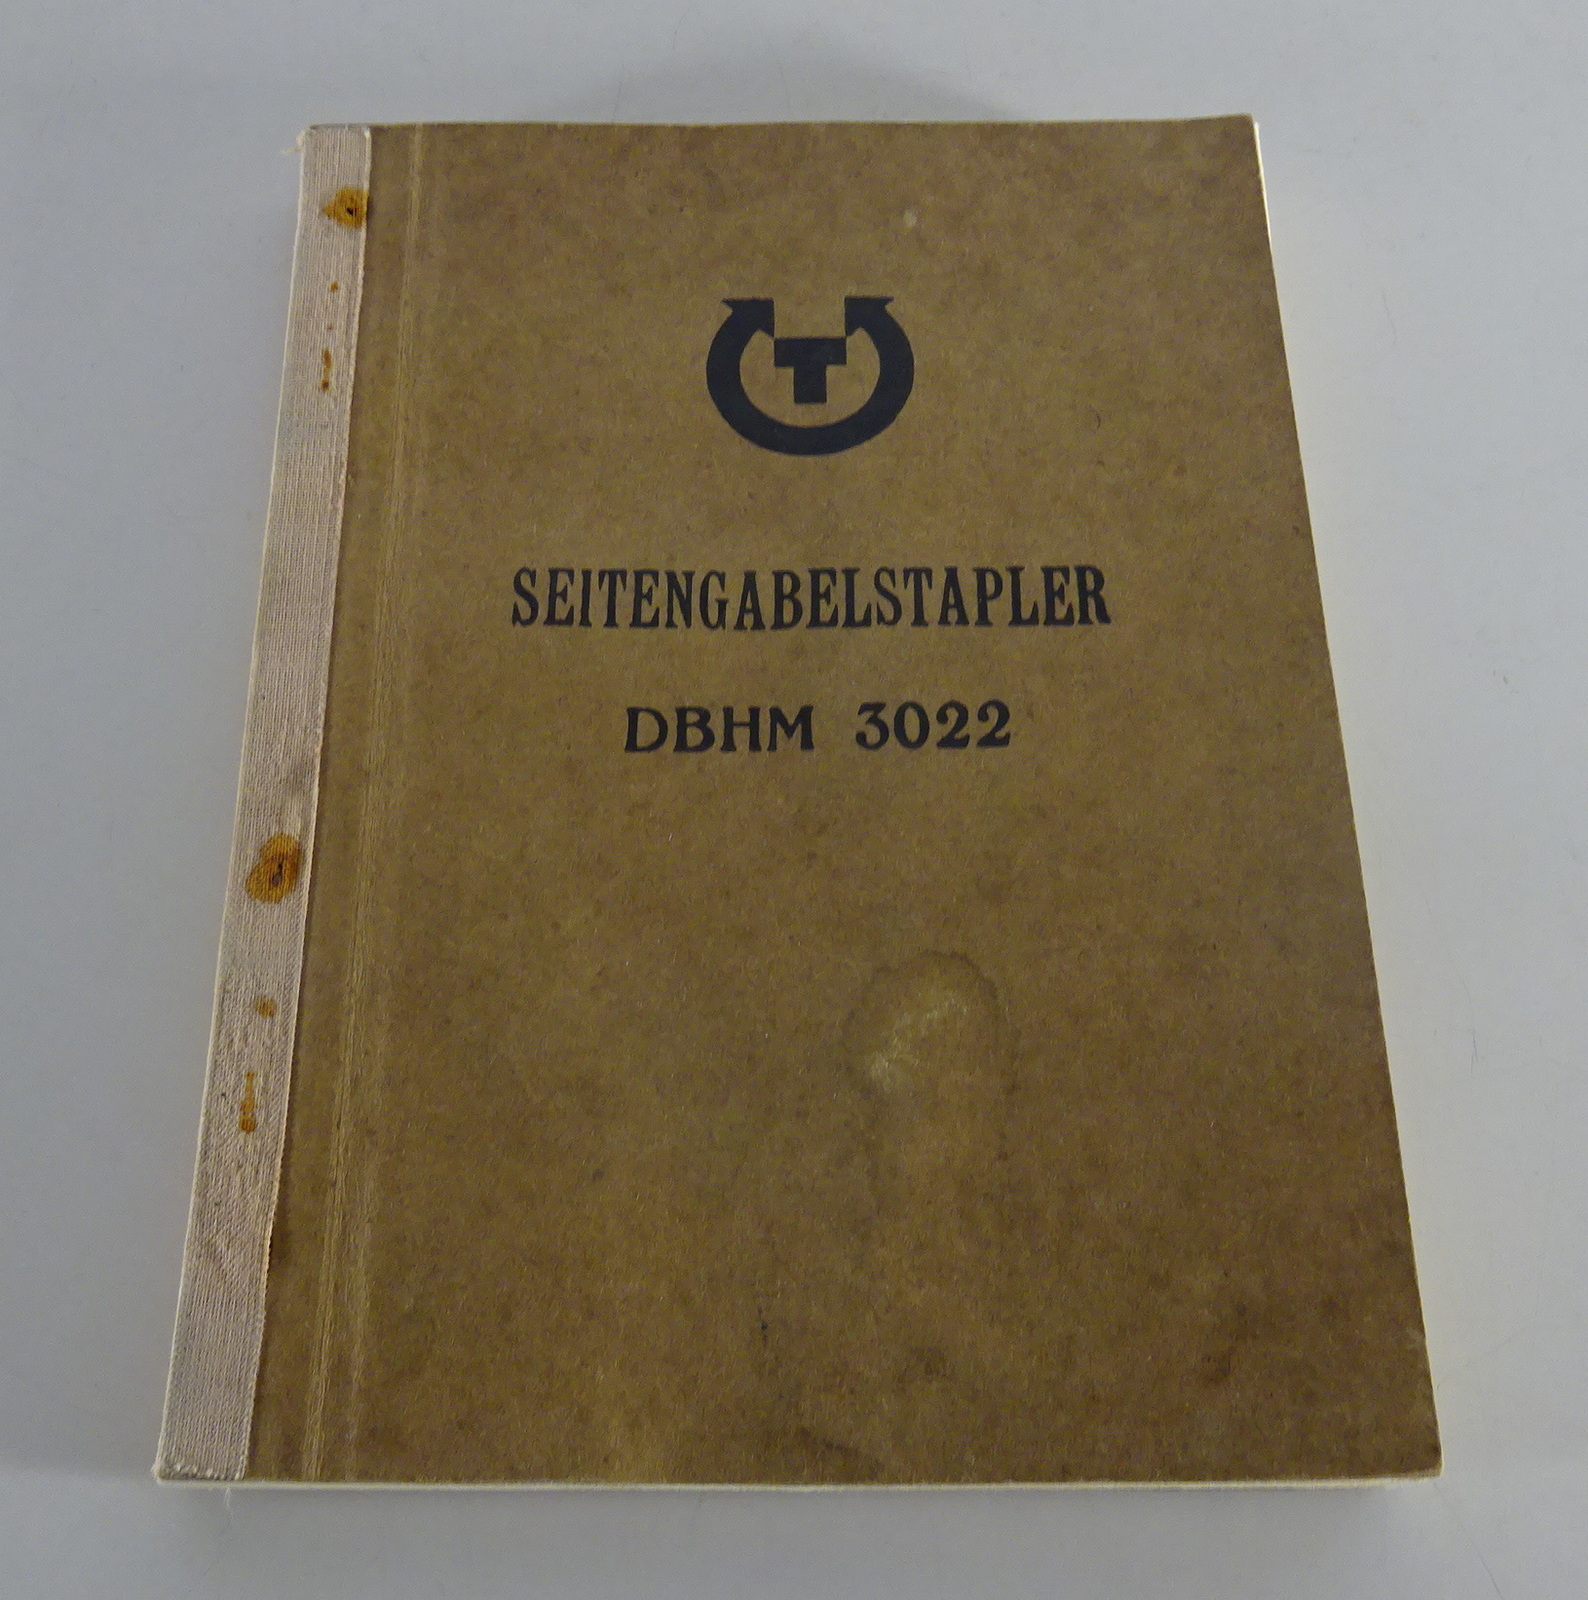 T
SEITENGABELSTAPLER
DBHM 3022